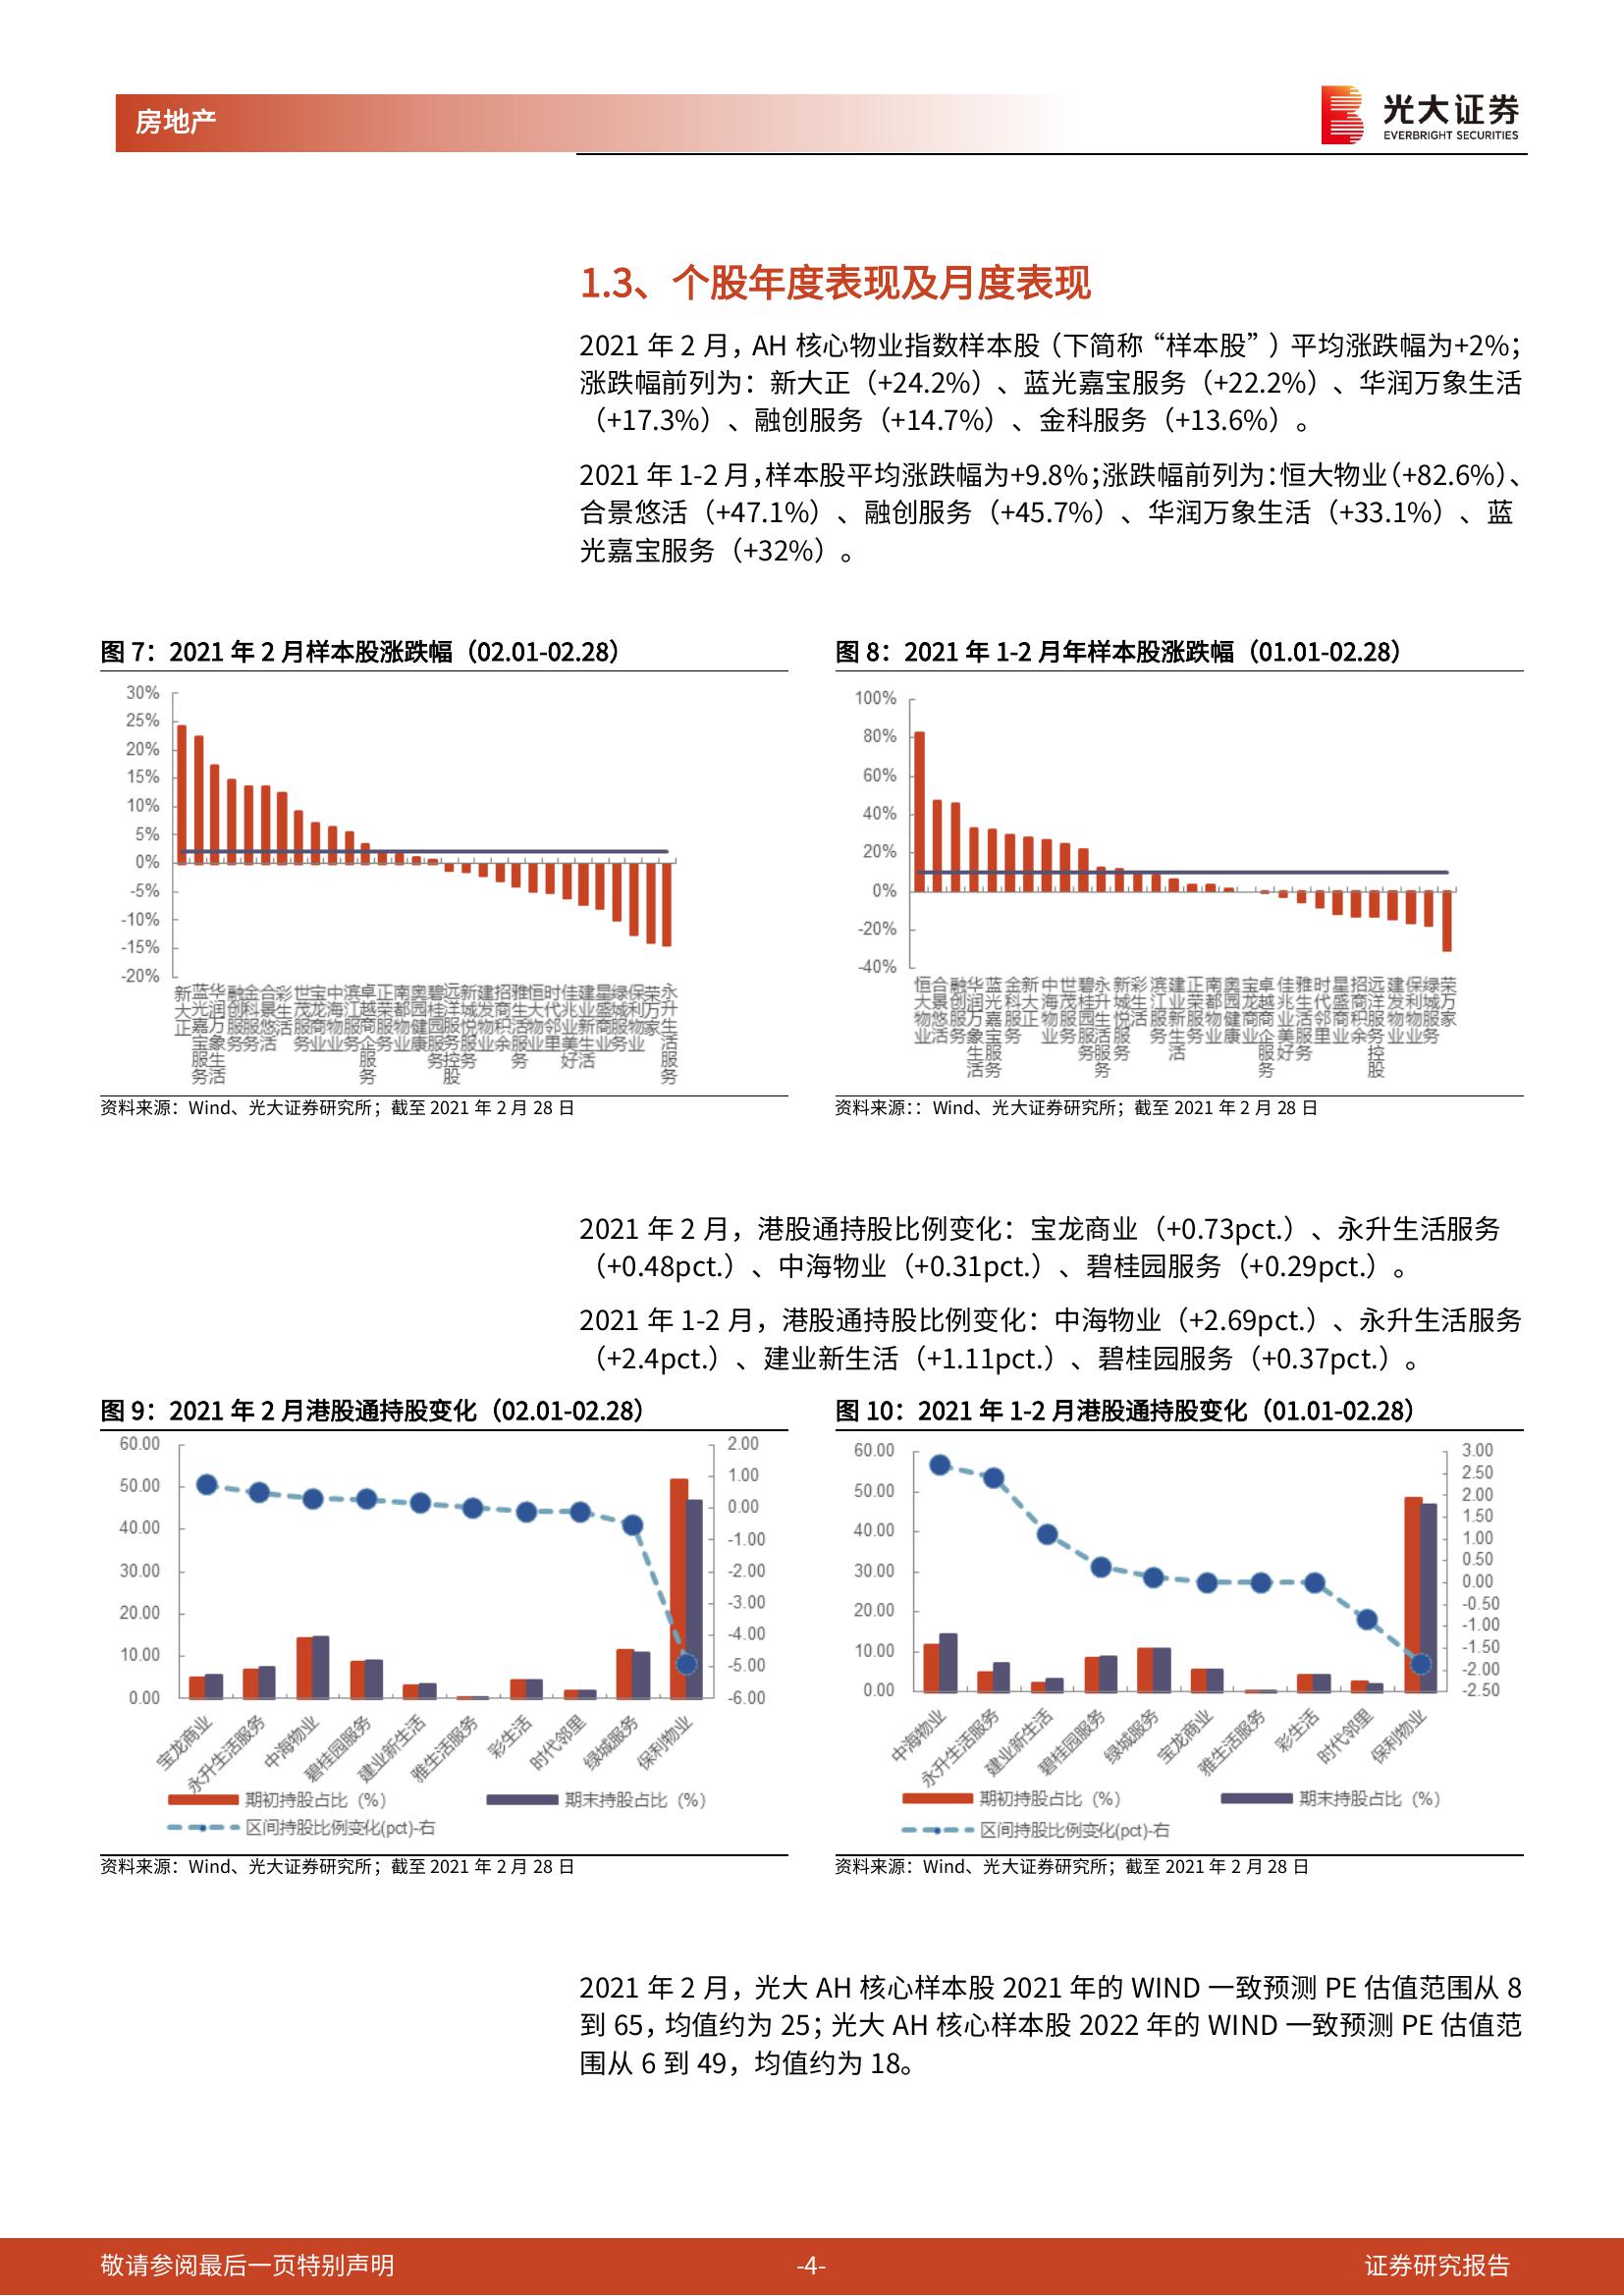 房地产
光大证券
EVERBRIGHT SECURITIES
1.3、个股年度表现及月度表现
2021 年 2 月，AH 核心物业指数样本股（下简称“样本股”）平均涨跌幅为+2%；
涨跌幅前列为：新大正（+24.2%）、蓝光嘉宝服务（+22.2%）、华润万象生活
（+17.3%）、融创服务（+14.7%）、金科服务（+13.6%）。
2021 年 1-2 月，样本股平均涨跌幅为+9.8%；涨跌幅前列为：恒大物业（+82.6%）、
合景悠活（+47.1%）、融创服务（+45.7%）、华润万象生活（+33.1%）、蓝
光嘉宝服务（+32%）。
图 7：2021 年 2 月样本股涨跌幅（02.01-02.28）
30%
25%
20%
15%
10%
5%
0%
-5%
-10%
-15%
-20%
新大正
蓝光嘉宝服务
华润万象生活
融创服务
金科服务
合景悠活
彩生活
世茂服务
宝龙商业
中海物业
滨江服务
卓越商企服务
正荣服务
南都物业
奥园健康
碧桂园服务
远洋服务控股
新城悦服务
建发物业
招商积余
雅生活服务
恒大物业
时代邻里
佳兆业美好
建业新生活
星盛商业
绿城服务
保利物业
荣万家
永升生活服务
资料来源：Wind、光大证券研究所；截至 2021 年 2 月 28 日
图 8：2021 年 1-2 月年样本股涨跌幅（01.01-02.28）
100%
80%
60%
40%
20%
0%
-20%
-40%
恒大物业
合景悠活
融创服务
华润万象生活
蓝光嘉宝服务
金科服务
新大正
中海物业
世茂服务
碧桂园服务
永升生活服务
新城悦服务
彩生活
滨江服务
建业新生活
正荣服务
南都物业
奥园健康
宝龙商业
卓越商企服务
佳兆业美好
雅生活服务
时代邻里
星盛商业
招商积余
远洋服务控股
建发物业
保利物业
绿城服务
荣万家
资料来源：：Wind、光大证券研究所；截至 2021 年 2 月 28 日
2021 年 2 月，港股通持股比例变化：宝龙商业（+0.73pct.）、永升生活服务
（+0.48pct.）、中海物业（+0.31pct.）、碧桂园服务（+0.29pct.）。
2021 年 1-2 月，港股通持股比例变化：中海物业（+2.69pct.）、永升生活服务
（+2.4pct.）、建业新生活（+1.11pct.）、碧桂园服务（+0.37pct.）。
图 9：2021 年 2 月港股通持股变化（02.01-02.28）
60.00
50.00
40.00
30.00
20.00
10.00
0.00
2.00
1.00
0.00
-1.00
-2.00
-3.00
-4.00
-5.00
-6.00
宝龙商业
永升生活服务
中海物业
碧桂园服务
建业新生活
雅生活服务
彩生活
时代邻里
绿城服务
保利物业
期初持股占比（%）
期末持股占比（%）
区间持股比例变化(pct)-右
资料来源：Wind、光大证券研究所；截至 2021 年 2 月 28 日
图 10：2021 年 1-2 月港股通持股变化（01.01-02.28）
60.00
50.00
40.00
30.00
20.00
10.00
0.00
3.00
2.50
2.00
1.50
1.00
0.50
0.00
-0.50
-1.00
-1.50
-2.00
-2.50
中海物业
永升生活服务
建业新生活
碧桂园服务
绿城服务
宝龙商业
雅生活服务
彩生活
时代邻里
保利物业
期初持股占比（%）
期末持股占比（%）
区间持股比例变化(pct)-右
资料来源：Wind、光大证券研究所；截至 2021 年 2 月 28 日
2021 年 2 月，光大 AH 核心样本股 2021 年的 WIND 一致预测 PE 估值范围从 8
到 65，均值约为 25；光大 AH 核心样本股 2022 年的 WIND 一致预测 PE 估值范
围从 6 到 49，均值约为 18。
敬请参阅最后一页特别声明
-4-
证券研究报告